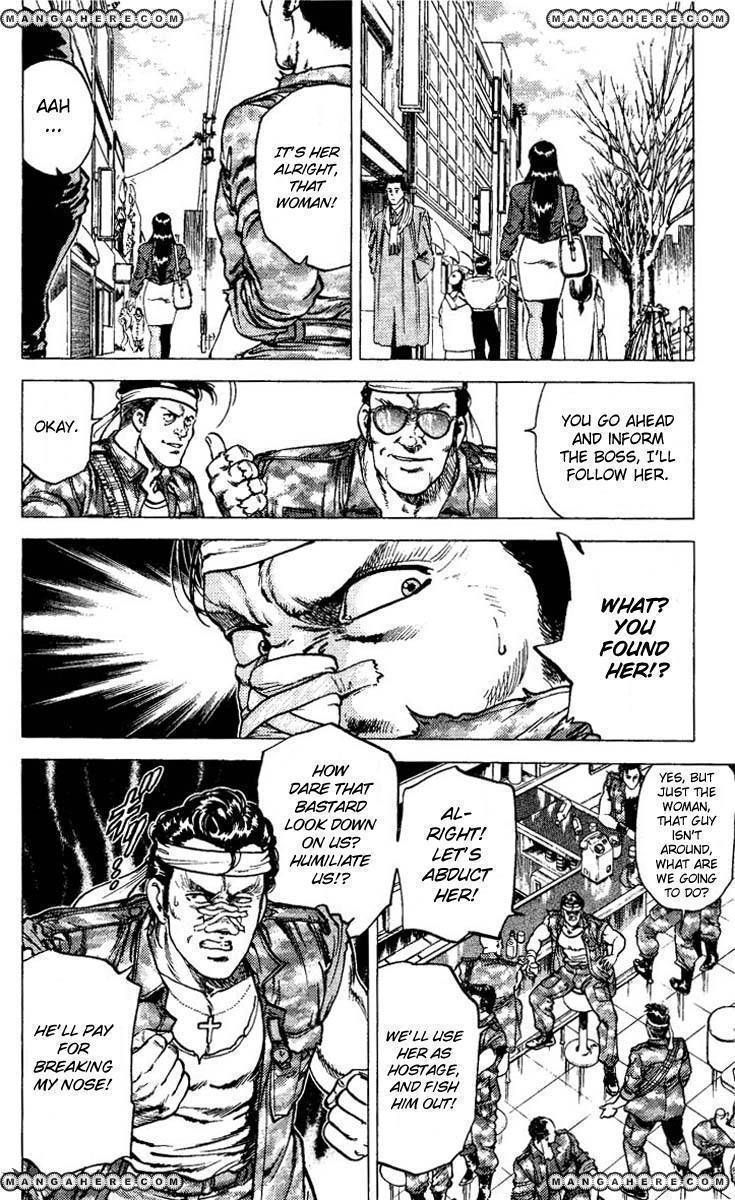 MANGAHERE.COM
MANGAHERE.COM
IT'S HER
ALRIGHT,
THAT
WOMAN!
AAH
...
YOU GO AHEAD
AND INFORM
THE BOSS, I'LL
FOLLOW HER.
OKAY.
WHAT?
YOU
FOUND
HER!?
YES, BUT
JUST THE
WOMAN,
THAT GUY
ISN'T
AROUND,
WHAT ARE
WE GOING
TO DO?
AL-
RIGHT!
LET'S
ABDUCT
HER!
WE'LL USE
HER AS
HOSTAGE,
AND FISH
HIM OUT!
HOW
DARE THAT
BASTARD
LOOK DOWN
ON US?
HUMILIATE
US!?
HE'LL PAY
FOR
BREAKING
MY NOSE!
MANGAHERE.COM
MANGAHERE.COM